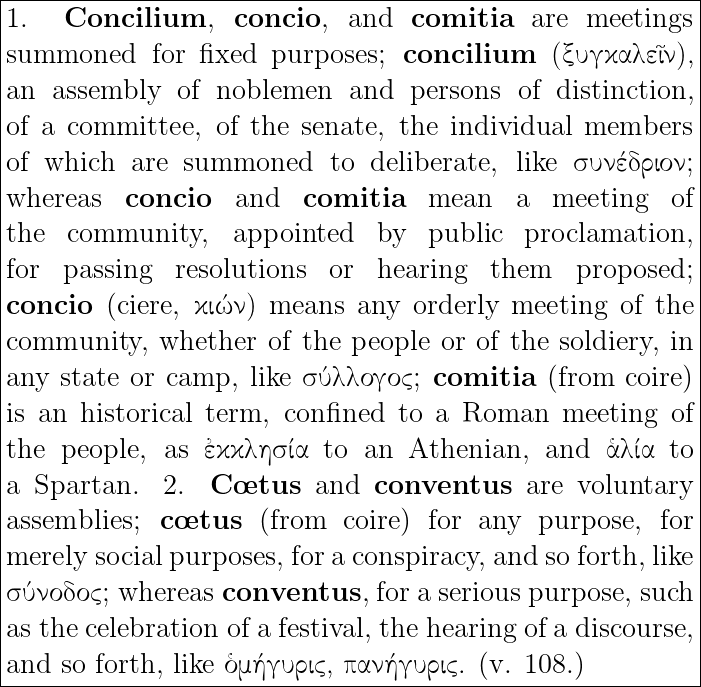 1. Concilium, concio, and comitia are meetings
summoned for fixed purposes; concilium (ξυγκαλεῖν),
an assembly of noblemen and persons of distinction,
of a committee, of the senate, the individual members
of which are summoned to deliberate, like συνέδριον;
whereas concio and comitia mean a meeting of
the community, appointed by public proclamation,
for passing resolutions or hearing them proposed;
concio (ciere, κιών) means any orderly meeting of the
community, whether of the people or of the soldiery, in
any state or camp, like σύλλογος; comitia (from coire)
is an historical term, confined to a Roman meeting of
the people, as ἐκκλησία to an Athenian, and ἁλία to
a Spartan. 2. Cœtus and conventus are voluntary
assemblies; cœtus (from coire) for any purpose, for
merely social purposes, for a conspiracy, and so forth, like
σύνοδος; whereas conventus, for a serious purpose, such
as the celebration of a festival, the hearing of a discourse,
and so forth, like ὁμήγυρις, πανήγυρις. (v. 108.)